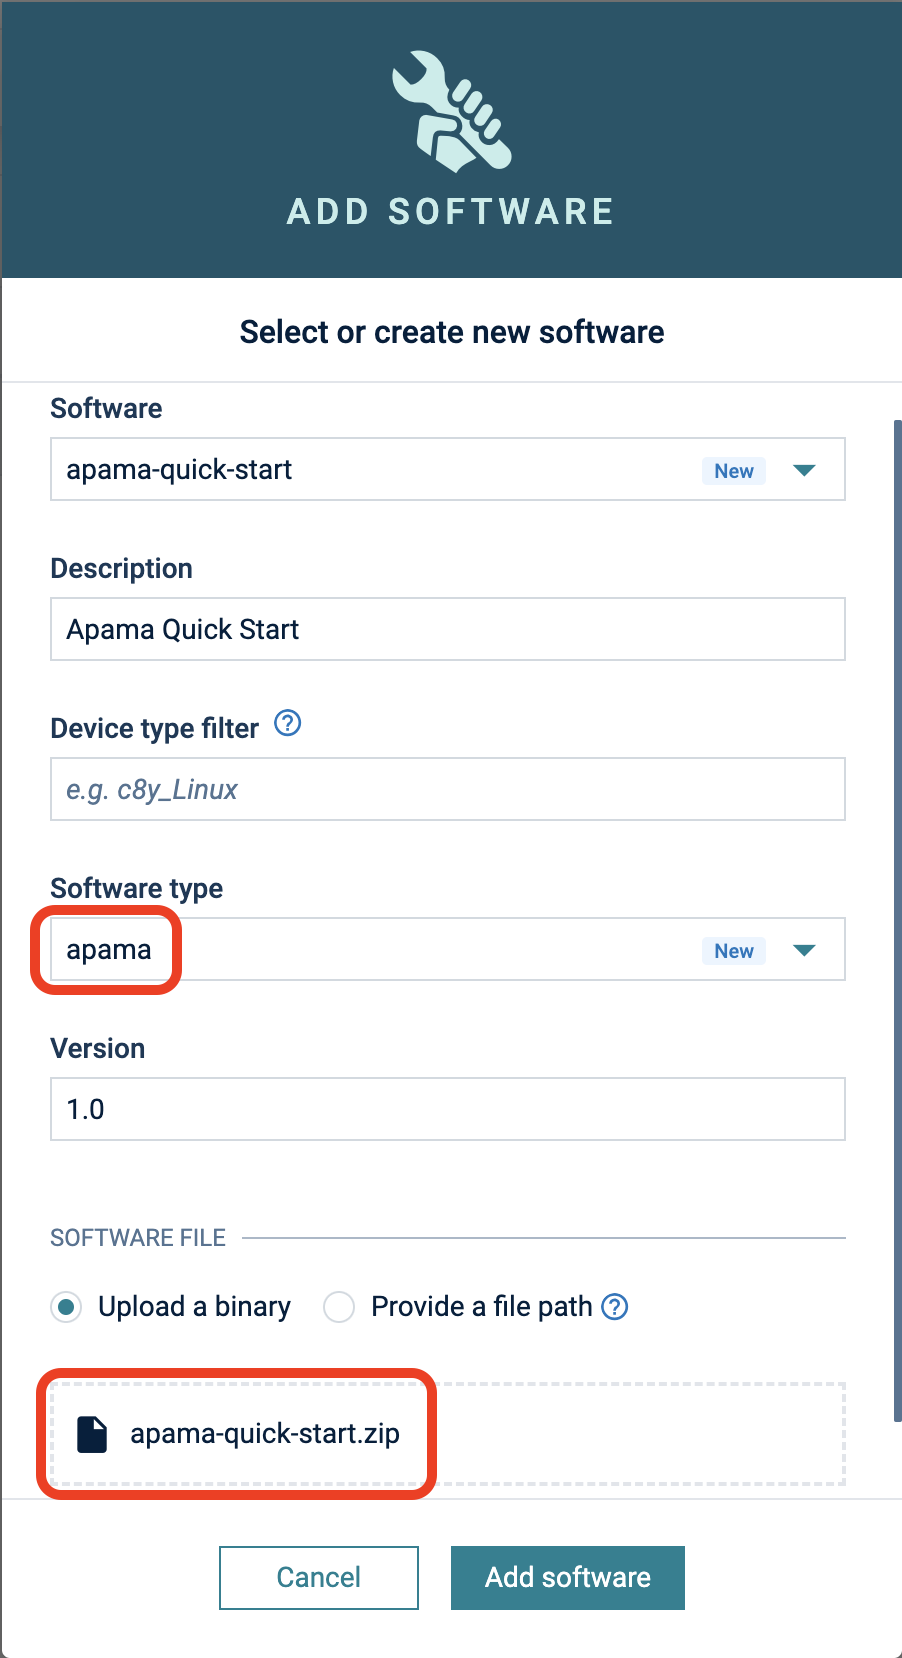 ADD SOFTWARE
Select or create new software
Software
apama-quick-start New
Description
Apama Quick Start
Device type filter ?
e.g. c8y_Linux
Software type
apama New
Version
1.0
SOFTWARE FILE
Upload a binary Provide a file path ?
apama-quick-start.zip
Cancel Add software